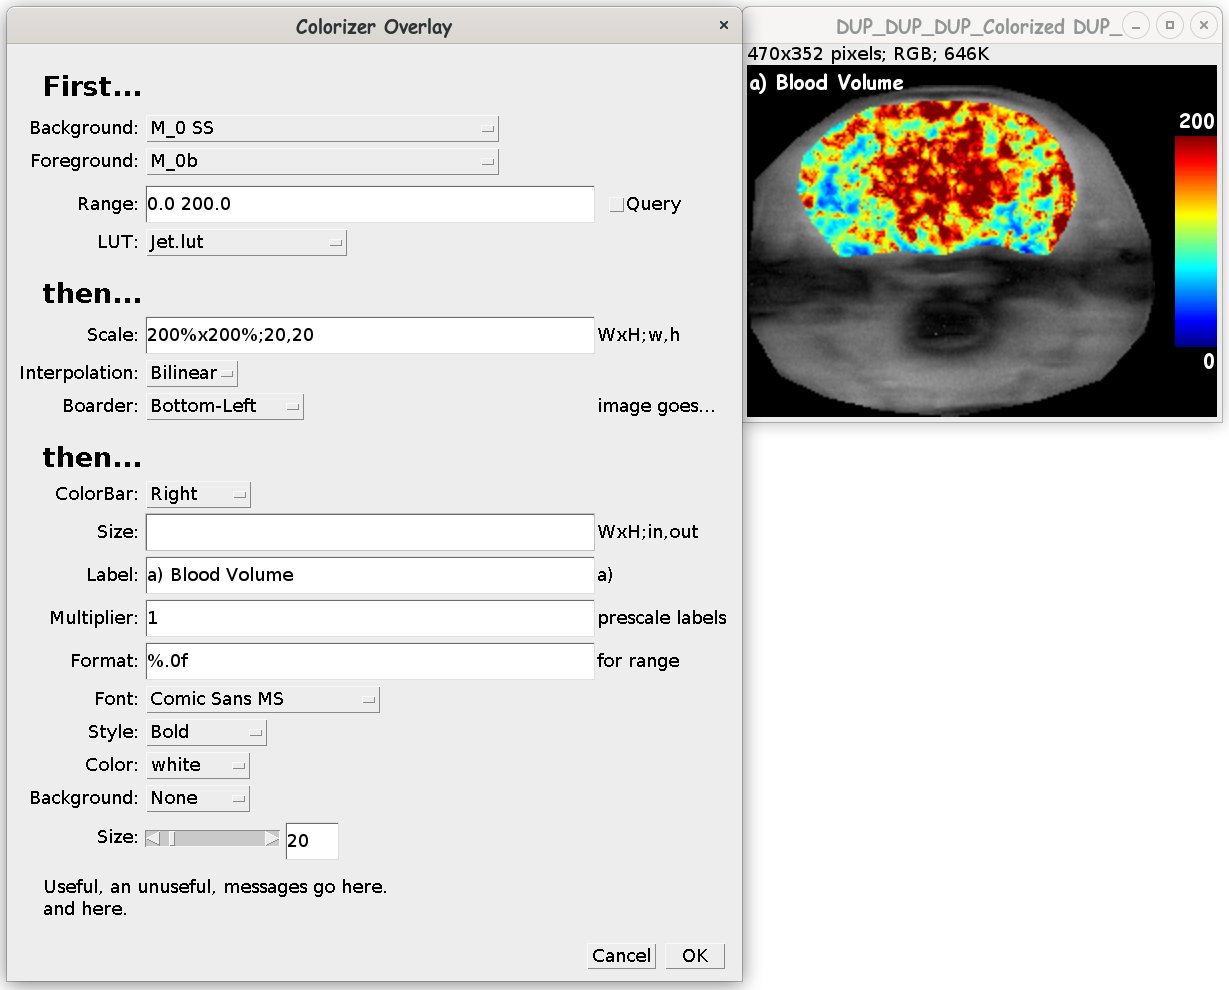 Colorizer Overlay ×
First...
Background: M_0 SS
Foreground: M_0b
Range: 0.0 200.0 Query
LUT: Jet.lut
then...
Scale: 200%x200%;20,20 WxH;w,h
Interpolation: Bilinear
Boarder: Bottom-Left image goes...
then...
ColorBar: Right
Size: WxH;in,out
Label: a) Blood Volume a)
Multiplier: 1 prescale labels
Format: %.0f for range
Font: Comic Sans MS
Style: Bold
Color: white
Background: None
Size: 20
Useful, an unuseful, messages go here.
and here.
Cancel OK
DUP_DUP_DUP_Colorized DUP_
470x352 pixels; RGB; 646K
a) Blood Volume
200
0